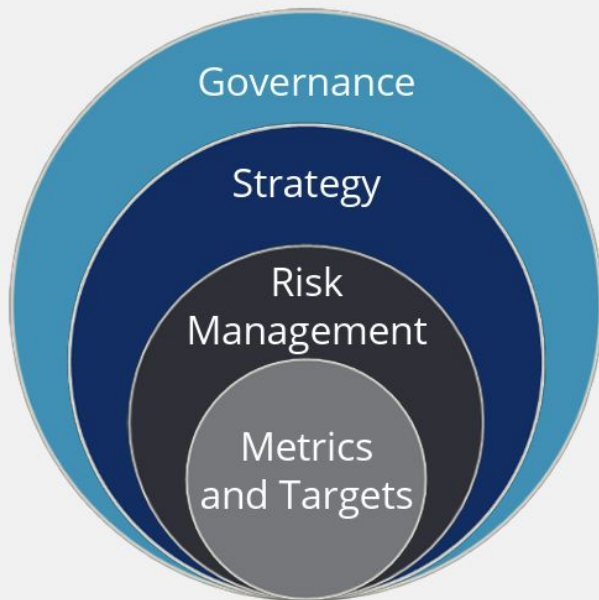 Governance
Strategy
Risk
Management
Metrics
and Targets